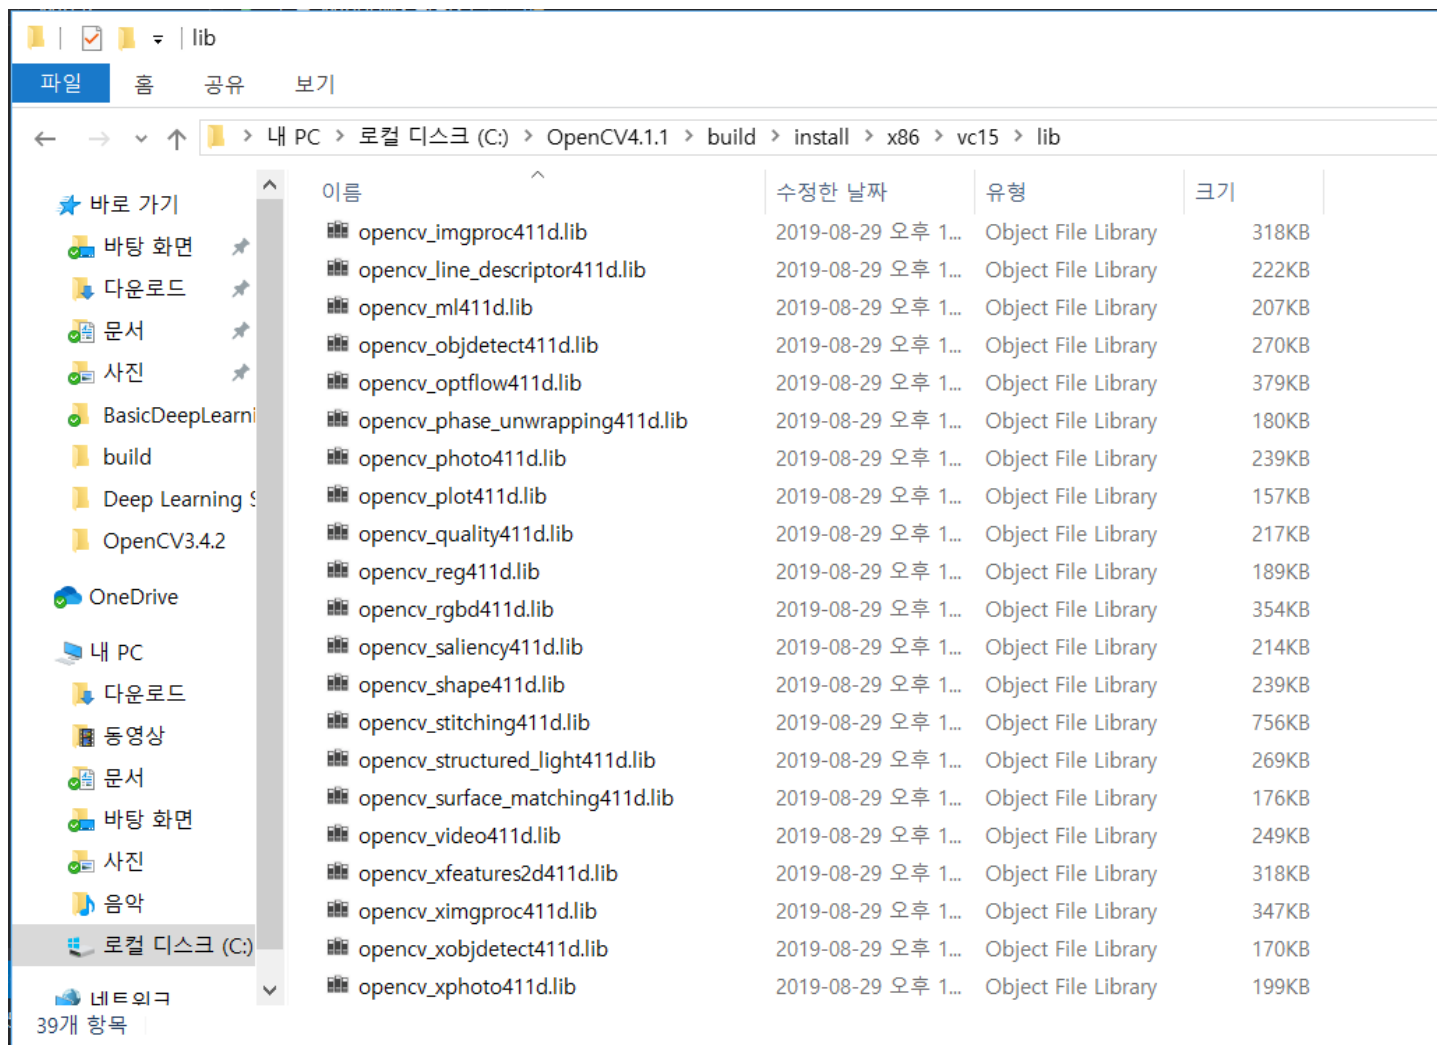 lib
파일 홈 공유 보기
내 PC > 로컬 디스크 (C:) > OpenCV4.1.1 > build > install > x86 > vc15 > lib
바로 가기
바탕 화면
다운로드
문서
사진
BasicDeepLearni
build
Deep Learning
OpenCV3.4.2
OneDrive
내 PC
다운로드
동영상
문서
바탕 화면
사진
음악
로컬 디스크 (C:)
네트워크
이름 수정한 날짜 유형 크기
opencv_imgproc411d.lib 2019-08-29 오후 1... Object File Library 318KB
opencv_line_descriptor411d.lib 2019-08-29 오후 1... Object File Library 222KB
opencv_ml411d.lib 2019-08-29 오후 1... Object File Library 207KB
opencv_objdetect411d.lib 2019-08-29 오후 1... Object File Library 270KB
opencv_optflow411d.lib 2019-08-29 오후 1... Object File Library 379KB
opencv_phase_unwrapping411d.lib 2019-08-29 오후 1... Object File Library 180KB
opencv_photo411d.lib 2019-08-29 오후 1... Object File Library 239KB
opencv_plot411d.lib 2019-08-29 오후 1... Object File Library 157KB
opencv_quality411d.lib 2019-08-29 오후 1... Object File Library 217KB
opencv_reg411d.lib 2019-08-29 오후 1... Object File Library 189KB
opencv_rgbd411d.lib 2019-08-29 오후 1... Object File Library 354KB
opencv_saliency411d.lib 2019-08-29 오후 1... Object File Library 214KB
opencv_shape411d.lib 2019-08-29 오후 1... Object File Library 239KB
opencv_stitching411d.lib 2019-08-29 오후 1... Object File Library 756KB
opencv_structured_light411d.lib 2019-08-29 오후 1... Object File Library 269KB
opencv_surface_matching411d.lib 2019-08-29 오후 1... Object File Library 176KB
opencv_video411d.lib 2019-08-29 오후 1... Object File Library 249KB
opencv_xfeatures2d411d.lib 2019-08-29 오후 1... Object File Library 318KB
opencv_ximgproc411d.lib 2019-08-29 오후 1... Object File Library 347KB
opencv_xobjdetect411d.lib 2019-08-29 오후 1... Object File Library 170KB
opencv_xphoto411d.lib 2019-08-29 오후 1... Object File Library 199KB
39개 항목